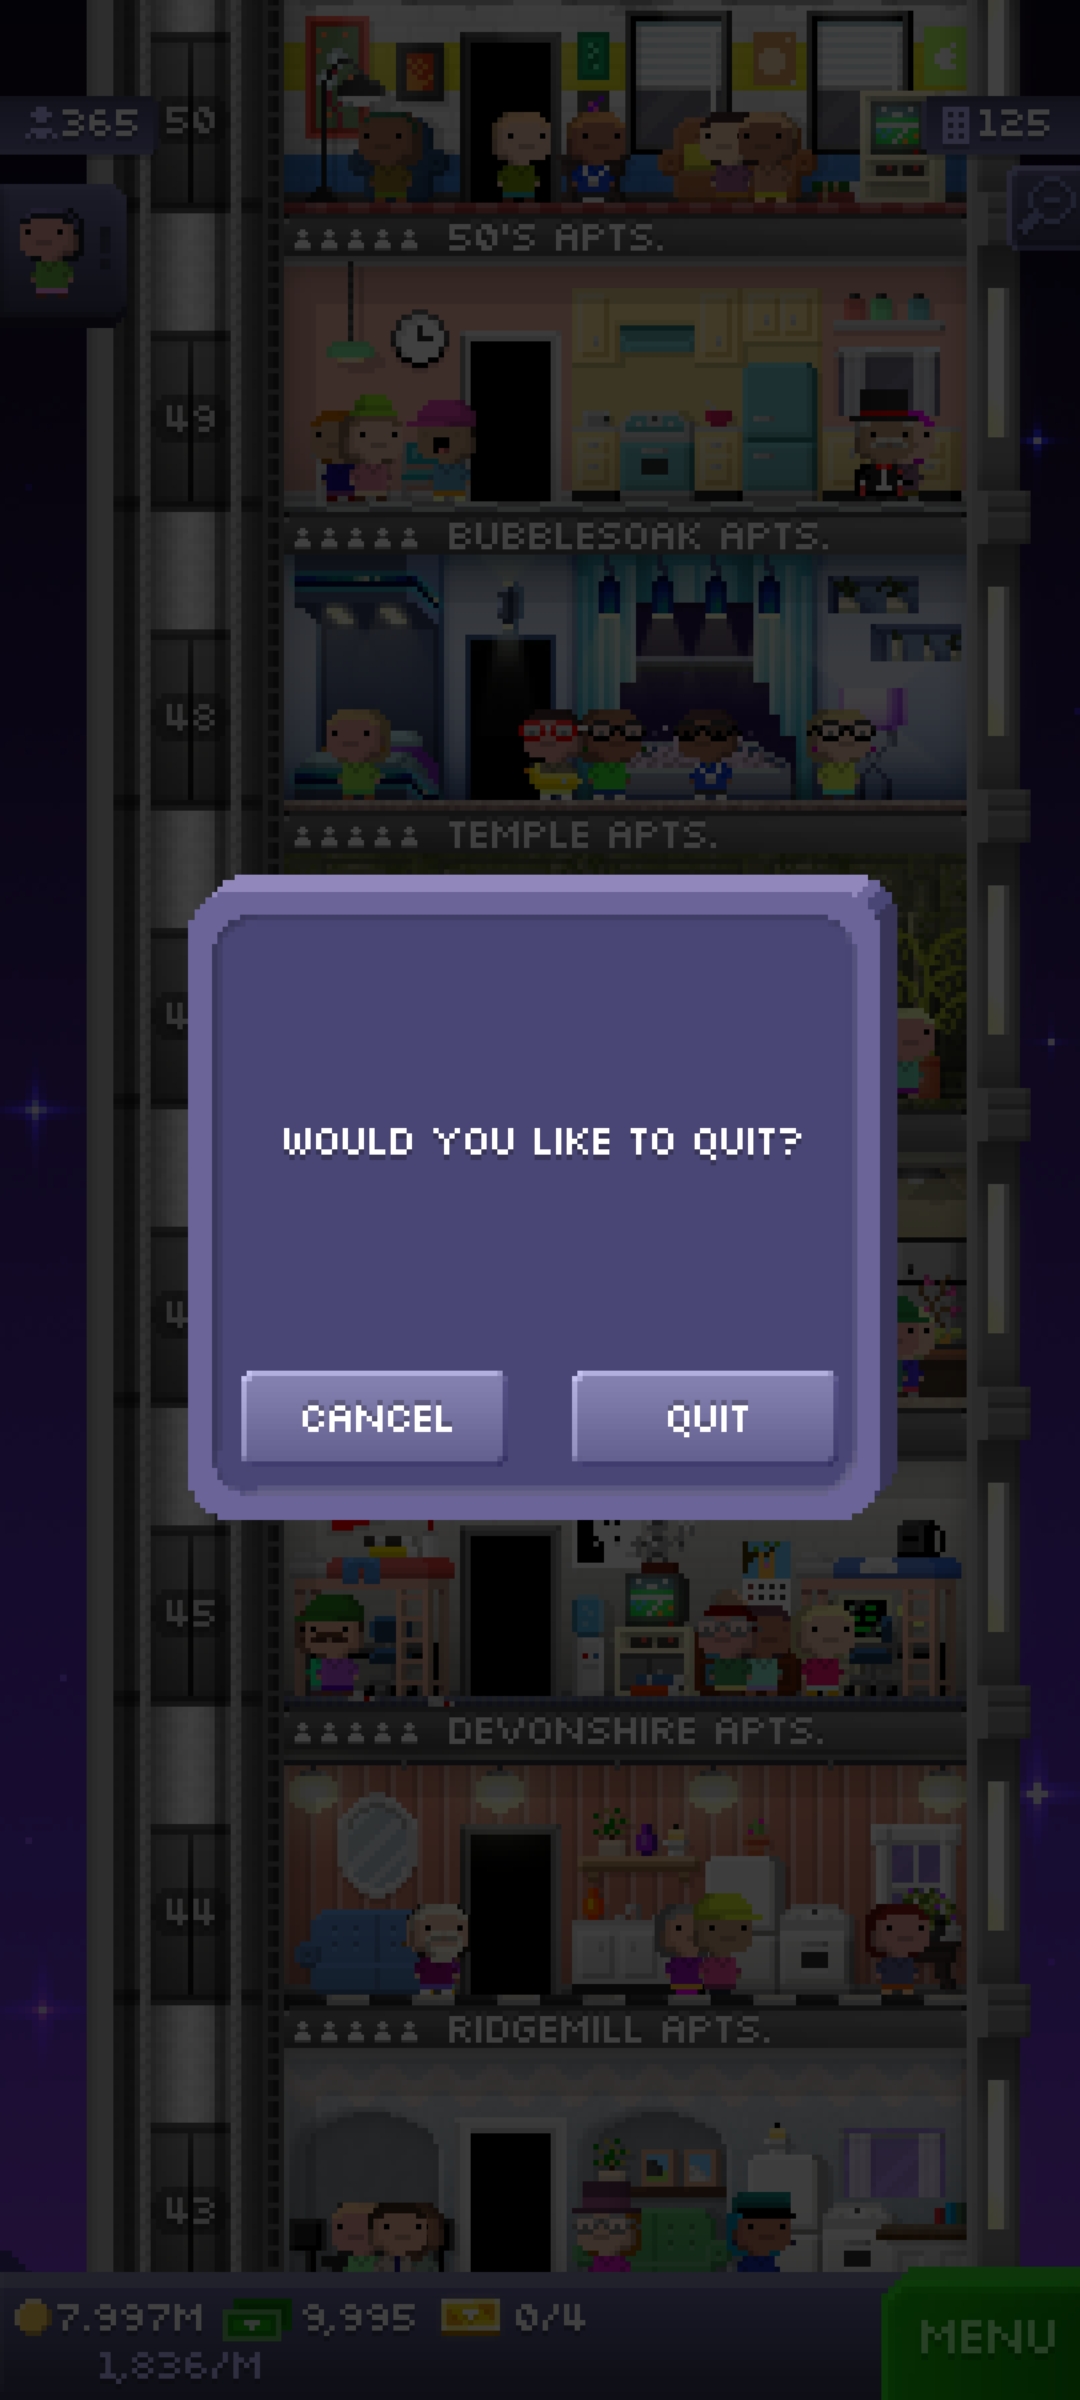 365
50
125
50'S APTS.
49
BUBBLESOAK APTS.
48
TEMPLE APTS.
WOULD YOU LIKE TO QUIT?
CANCEL
QUIT
45
DEVONSHIRE APTS.
44
RIDGEMILL APTS.
43
7.997M
9,995
0/4
1,836/M
MENU